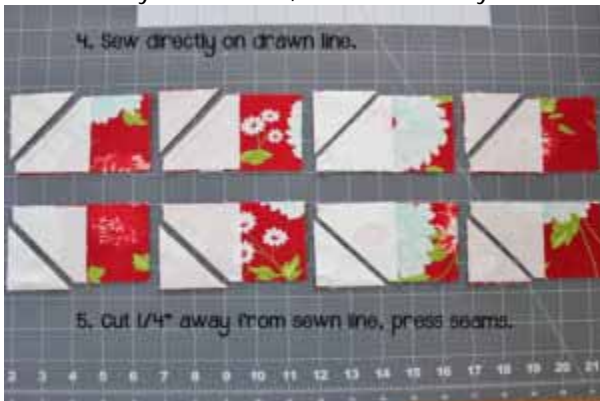 4. Sew directly on drawn line.
5. Cut 1/4" away from sewn line, press seams.
2 3 4 5 6 7 8 9 10 11 12 13 14 15 16 17 18 19 20 21